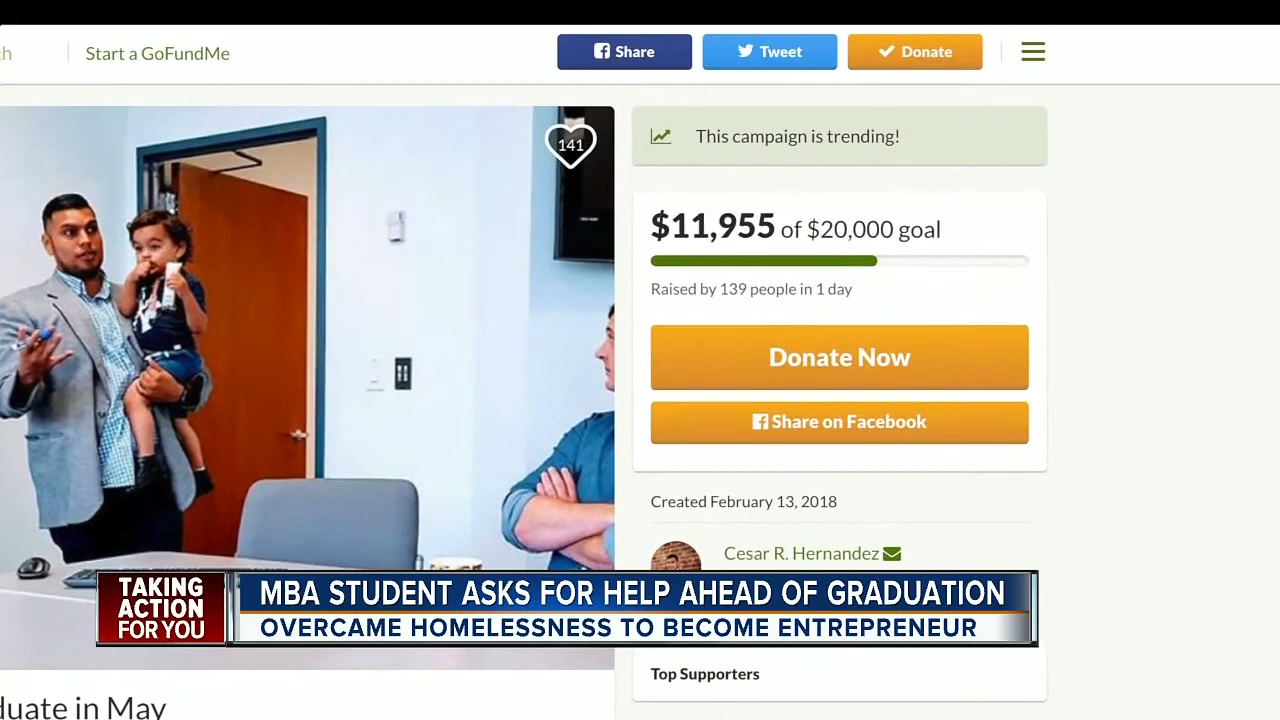 h
Start a GoFundMe
Share
Tweet
Donate
141
This campaign is trending!
$11,955 of $20,000 goal
Raised by 139 people in 1 day
Donate Now
Share on Facebook
Created February 13, 2018
Cesar R. Hernandez
TAKING
ACTION
FOR YOU
MBA STUDENT ASKS FOR HELP AHEAD OF GRADUATION
OVERCAME HOMELESSNESS TO BECOME ENTREPRENEUR
Top Supporters
duate in May